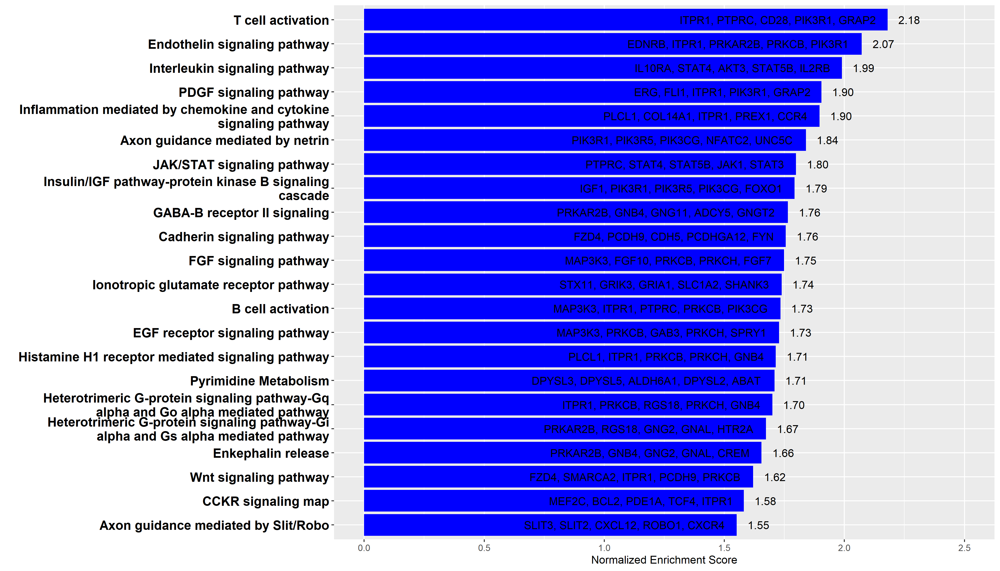 T cell activation
ITPR1, PTPRC, CD28, PIK3R1, GRAP2
2.18
Endothelin signaling pathway
EDNRB, ITPR1, PRKAR2B, PRKCB, PIK3R1
2.07
Interleukin signaling pathway
IL10RA, STAT4, AKT3, STAT5B, IL2RB
1.99
PDGF signaling pathway
ERG, FLI1, ITPR1, PIK3R1, GRAP2
1.90
Inflammation mediated by chemokine and cytokine
signaling pathway
PLCL1, COL14A1, ITPR1, PREX1, CCR4
1.90
Axon guidance mediated by netrin
PIK3R1, PIK3R5, PIK3CG, NFATC2, UNC5C
1.84
JAK/STAT signaling pathway
PTPRC, STAT4, STAT5B, JAK1, STAT3
1.80
Insulin/IGF pathway-protein kinase B signaling
cascade
IGF1, PIK3R1, PIK3R5, PIK3CG, FOXO1
1.79
GABA-B receptor II signaling
PRKAR2B, GNB4, GNG11, ADCY5, GNGT2
1.76
Cadherin signaling pathway
FZD4, PCDH9, CDH5, PCDHGA12, FYN
1.76
FGF signaling pathway
MAP3K3, FGF10, PRKCB, PRKCH, FGF7
1.75
Ionotropic glutamate receptor pathway
STX11, GRIK3, GRIA1, SLC1A2, SHANK3
1.74
B cell activation
MAP3K3, ITPR1, PTPRC, PRKCB, PIK3CG
1.73
EGF receptor signaling pathway
MAP3K3, PRKCB, GAB3, PRKCH, SPRY1
1.73
Histamine H1 receptor mediated signaling pathway
PLCL1, ITPR1, PRKCB, PRKCH, GNB4
1.71
Pyrimidine Metabolism
DPYSL3, DPYSL5, ALDH6A1, DPYSL2, ABAT
1.71
Heterotrimeric G-protein signaling pathway-Gq
alpha and Go alpha mediated pathway
ITPR1, PRKCB, RGS18, PRKCH, GNB4
1.70
Heterotrimeric G-protein signaling pathway-Gi
alpha and Gs alpha mediated pathway
PRKAR2B, RGS18, GNG2, GNAL, HTR2A
1.67
Enkephalin release
PRKAR2B, GNB4, GNG2, GNAL, CREM
1.66
Wnt signaling pathway
FZD4, SMARCA2, ITPR1, PCDH9, PRKCB
1.62
CCKR signaling map
MEF2C, BCL2, PDE1A, TCF4, ITPR1
1.58
Axon guidance mediated by Slit/Robo
SLIT3, SLIT2, CXCL12, ROBO1, CXCR4
1.55
0.0 0.5 1.0 1.5 2.0 2.5
Normalized Enrichment Score